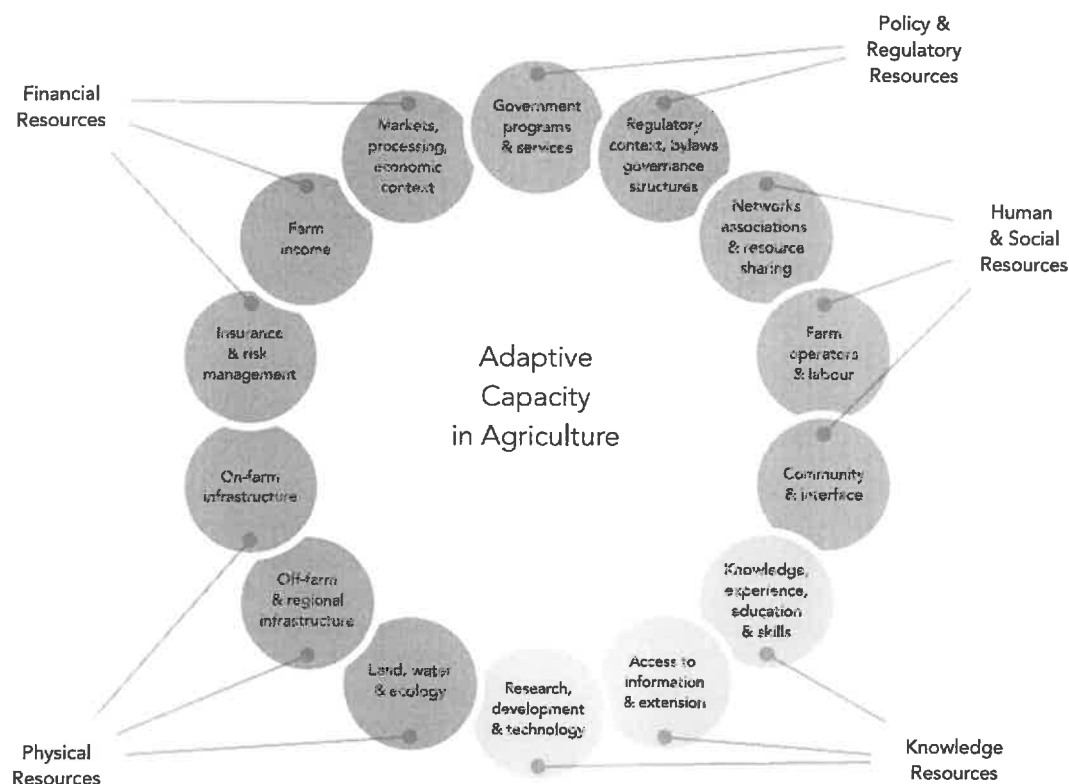 Policy &
Regulatory
Resources
Financial
Resources
Markets,
processing,
economic
context
Government
programs
& services
Regulatory
context, bylaws
governance
structures
Farm
income
Networks
associations
& resource
sharing
Human
& Social
Resources
Insurance
& risk
management
Adaptive
Capacity
in Agriculture
Farm
operators
& labour
On-farm
infrastructure
Community
& interface
Off-farm
& regional
infrastructure
Knowledge,
experience,
education
& skills
Land, water
& ecology
Research,
development
& technology
Access to
information
& extension
Physical
Resources
Knowledge
Resources